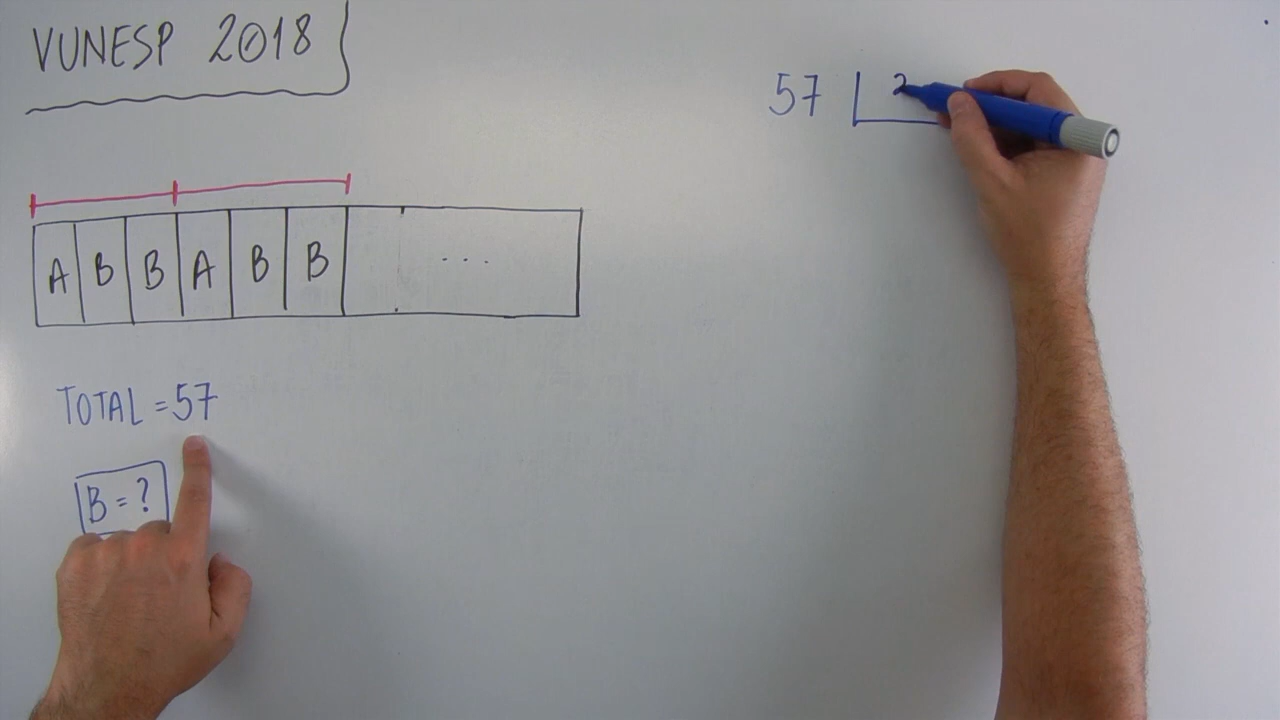 VUNESP 2018
57
A B B A B B ...
TOTAL = 57
B = ?